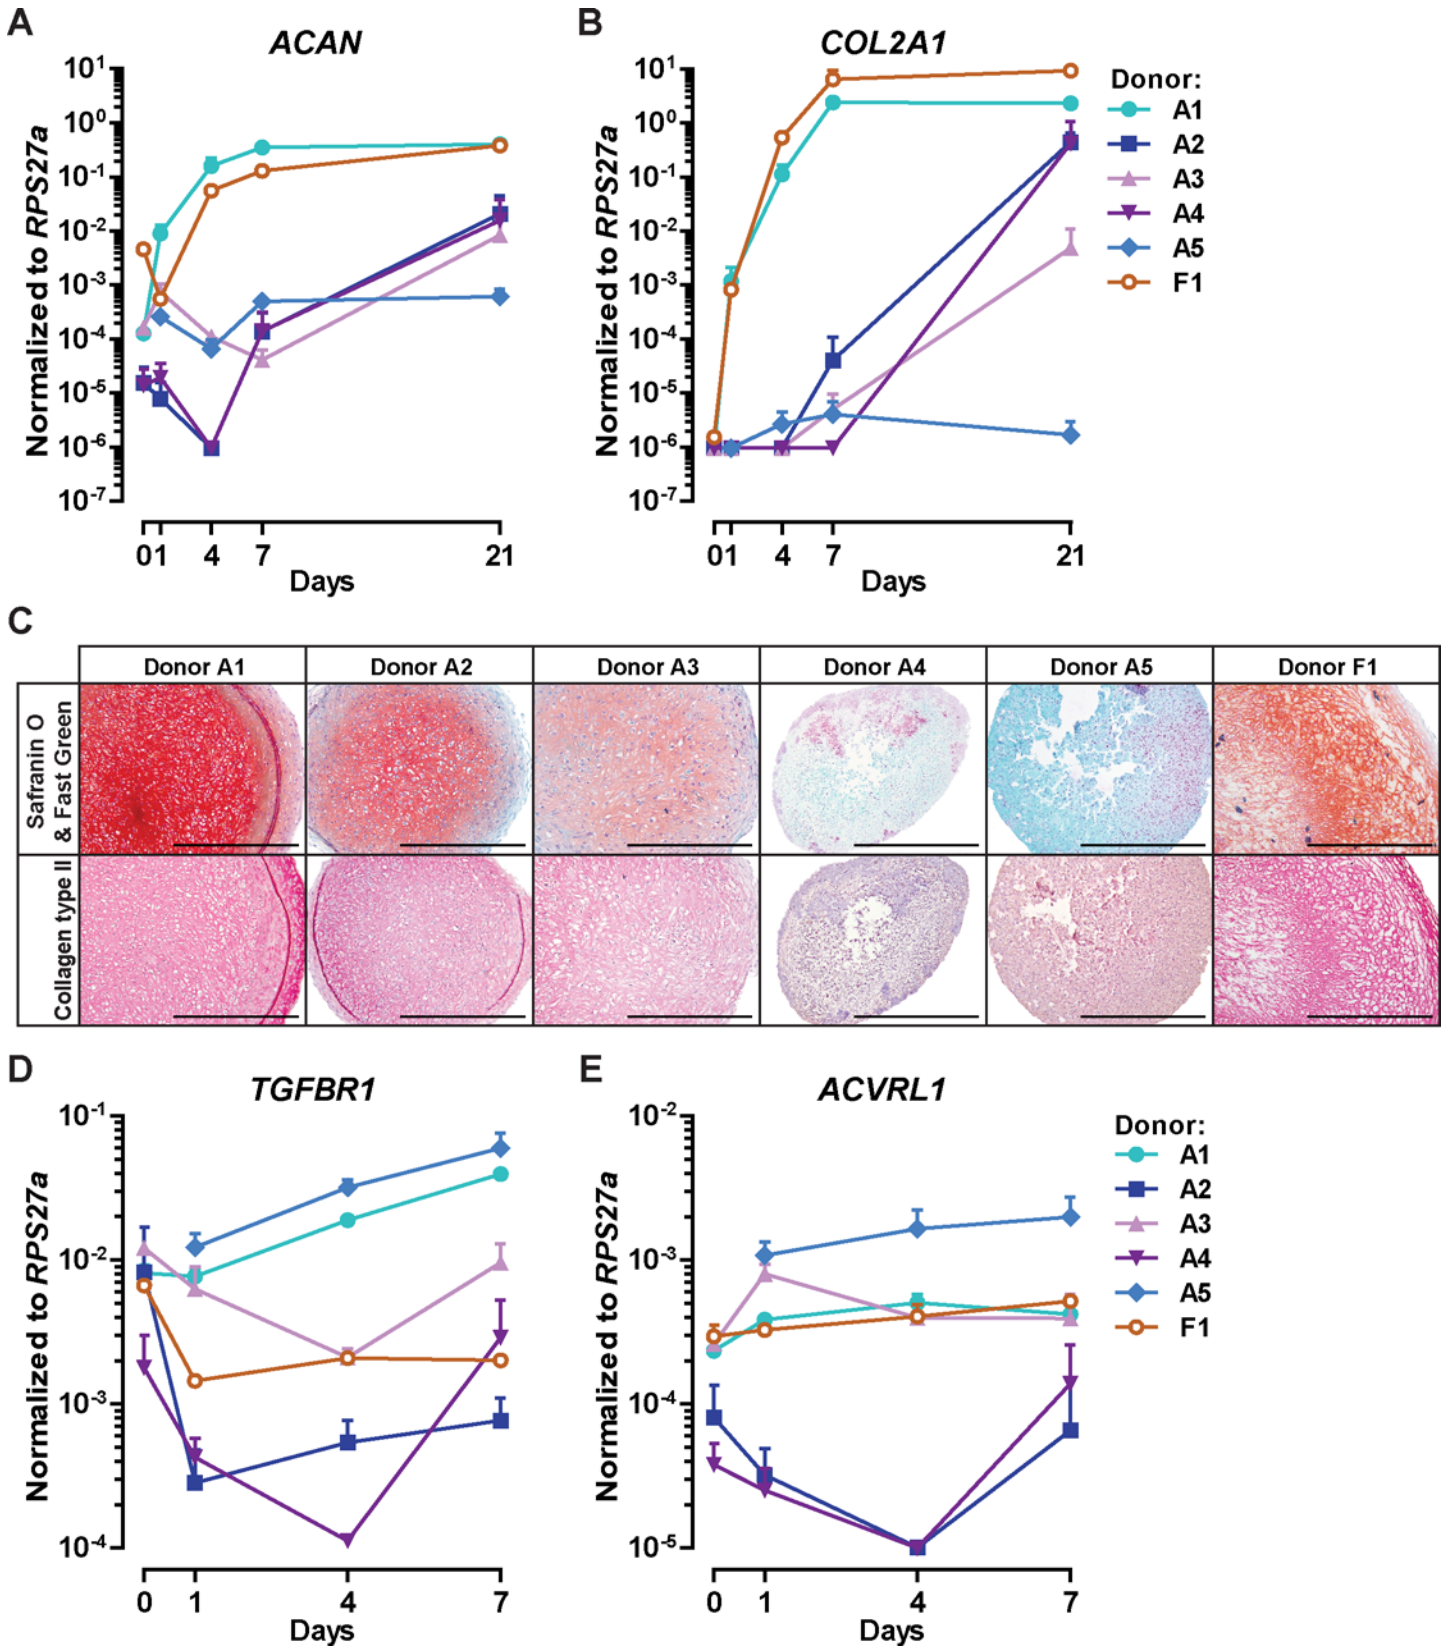 A
ACAN
Normalized to RPS27a
10¹
10⁰
10⁻¹
10⁻²
10⁻³
10⁻⁴
10⁻⁵
10⁻⁶
10⁻⁷
0 1 4 7 21
Days
B
COL2A1
Normalized to RPS27a
10¹
10⁰
10⁻¹
10⁻²
10⁻³
10⁻⁴
10⁻⁵
10⁻⁶
10⁻⁷
0 1 4 7 21
Days
Donor:
A1
A2
A3
A4
A5
F1
C
Donor A1 Donor A2 Donor A3 Donor A4 Donor A5 Donor F1
Safranin O
& Fast Green
Collagen type II
D
TGFBR1
Normalized to RPS27a
10⁻¹
10⁻²
10⁻³
10⁻⁴
0 1 4 7
Days
E
ACVRL1
Normalized to RPS27a
10⁻²
10⁻³
10⁻⁴
10⁻⁵
0 1 4 7
Days
Donor:
A1
A2
A3
A4
A5
F1